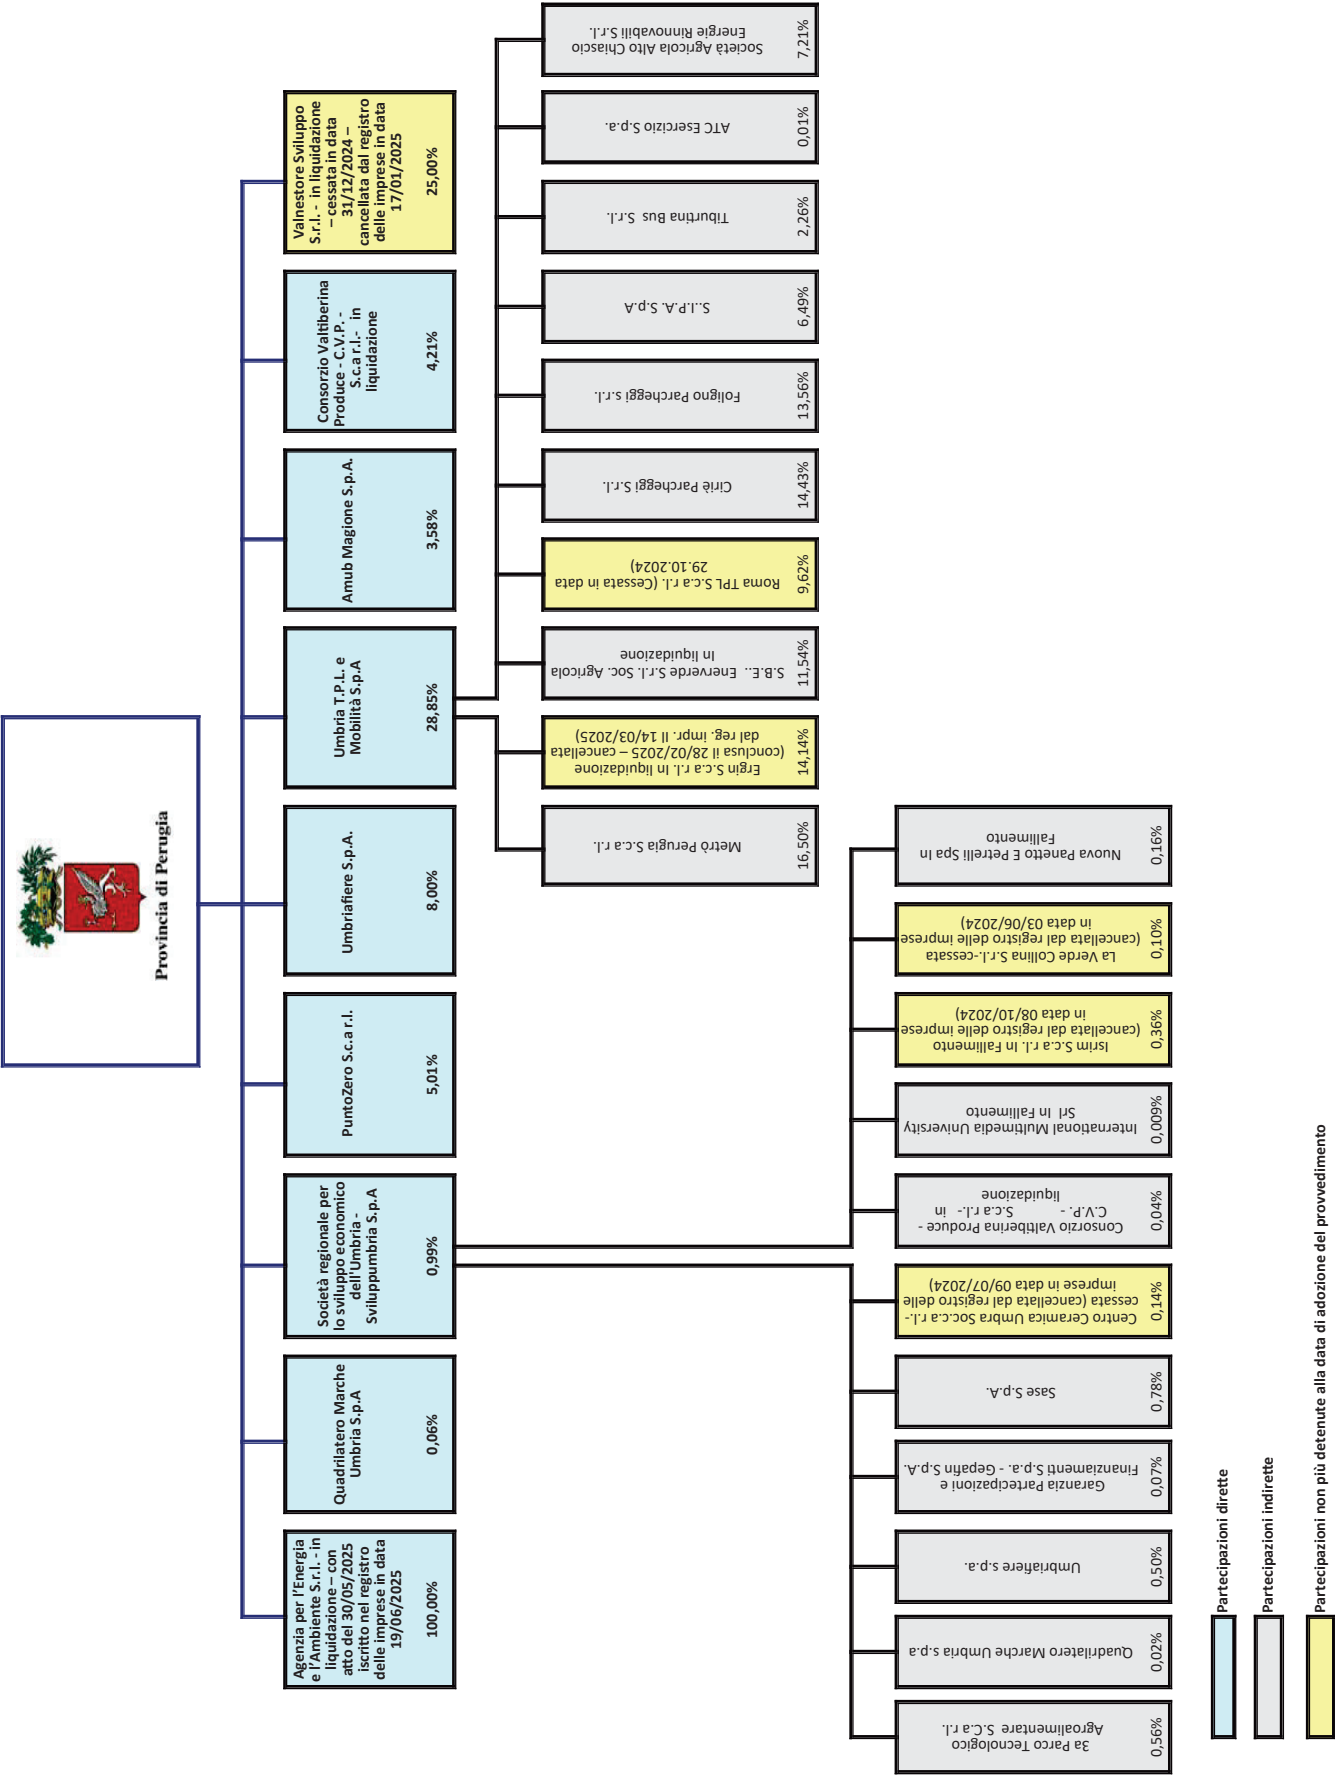 Provincia di Perugia
Agenzia per l'Energia
e l'Ambiente S.r.l. - in
liquidazione – con
atto del 30/05/2025
iscritto nel registro
delle imprese in data
19/06/2025
100,00%
Quadrilatero Marche
Umbria S.p.A
0,06%
Società regionale per
lo sviluppo economico
dell'Umbria -
Sviluppumbria S.p.A
0,99%
PuntoZero S.c.a r.l.
5,01%
Umbriafiere S.p.A.
8,00%
Umbria T.P.L. e
Mobilità S.p.A
28,85%
Amub Magione S.p.A.
3,58%
Consorzio Valtiberina
Produce - C.V.P. -
S.c.a r.l.- in
liquidazione
4,21%
Valnestore Sviluppo
S.r.l. - in liquidazione
– cessata in data
31/12/2024 –
cancellata dal registro
delle imprese in data
17/01/2025
25,00%
Metrò Perugia S.c.a r.l.
16,50%
Ergin S.c.a r.l. In liquidazione
(conclusa il 28/02/2025 – cancellata
dal reg. impr. Il 14/03/2025)
14,14%
S.B.E.. Enerverde S.r.l. Soc. Agricola
In liquidazione
11,54%
Roma TPL S.c.a r.l. (Cessata in data
29.10.2024)
9,62%
Ciriè Parcheggi S.r.l.
14,43%
Foligno Parcheggi s.r.l.
13,56%
S..I.P.A. S.p.A
6,49%
Tiburtina Bus S.r.l.
2,26%
ATC Esercizio S.p.a.
0,01%
Società Agricola Alto Chiascio
Energie Rinnovabili S.r.l.
7,21%
3a Parco Tecnologico
Agroalimentare S.C.a r.l.
0,56%
Quadrilatero Marche Umbria s.p.a
0,02%
Umbriafiere s.p.a.
0,50%
Garanzia Partecipazioni e
Finanziamenti S.p.a. - Gepafin S.p.A.
0,07%
Sase S.p.A.
0,78%
Centro Ceramica Umbra Soc.c.a r.l.-
cessata (cancellata dal registro delle
imprese in data 09/07/2024)
0,14%
Consorzio Valtiberina Produce -
C.V.P. - S.c.a r.l.- in
liquidazione
0,04%
International Multimedia University
Srl In Fallimento
0,009%
Isrim S.c.a r.l. In Fallimento
(cancellata dal registro delle imprese
in data 08/10/2024)
0,36%
La Verde Collina S.r.l.-cessata
(cancellata dal registro delle imprese
in data 03/06/2024)
0,10%
Nuova Panetto E Petrelli Spa In
Fallimento
0,16%
Partecipazioni dirette
Partecipazioni indirette
Partecipazioni non più detenute alla data di adozione del provvedimento